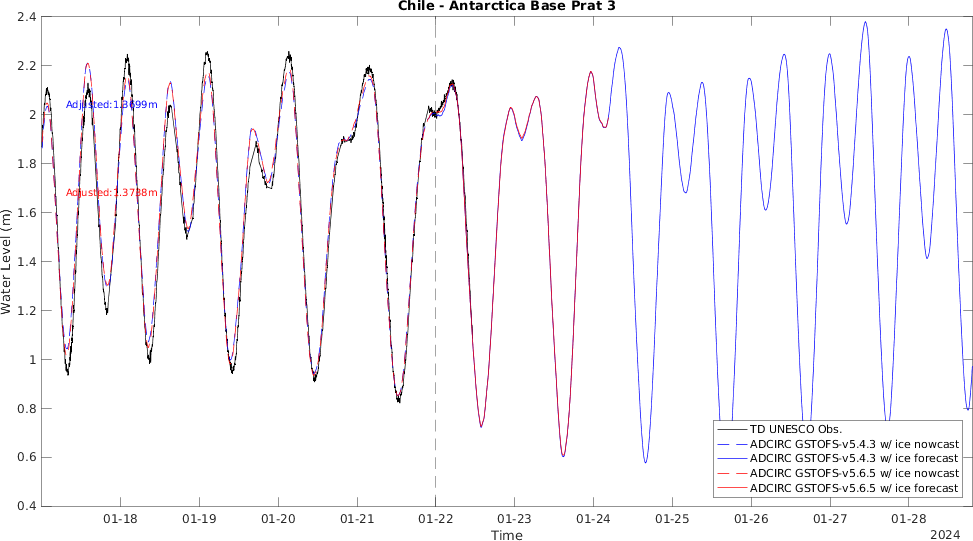 Chile - Antarctica Base Prat 3
2.4
2.2
2
1.8
1.6
1.4
1.2
1
0.8
0.6
0.4
Water Level (m)
Adjusted:1.3699m
Adjusted:1.3738m
TD UNESCO Obs.
ADCIRC GSTOFS-v5.4.3 w/ ice nowcast
ADCIRC GSTOFS-v5.4.3 w/ ice forecast
ADCIRC GSTOFS-v5.6.5 w/ ice nowcast
ADCIRC GSTOFS-v5.6.5 w/ ice forecast
01-18 01-19 01-20 01-21 01-22 01-23 01-24 01-25 01-26 01-27 01-28
Time
2024